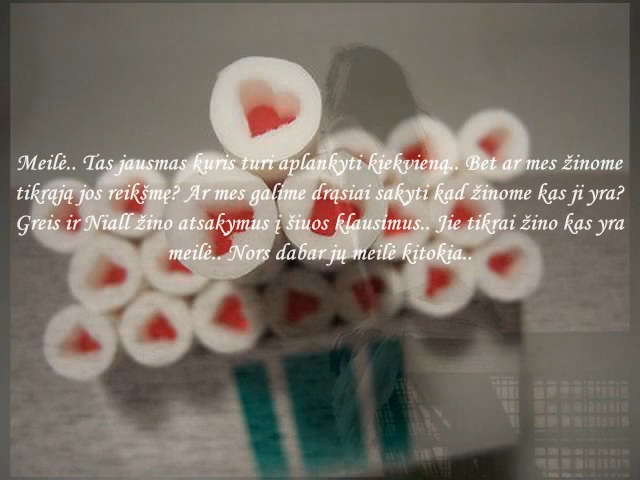 Meilė.. Tas jausmas kuris turi aplankyti kiekvieną.. Bet ar mes žinome
tikrąją jos reikšmę? Ar mes galime drąsiai sakyti kad žinome kas ji yra?
Greis ir Niall žino atsakymus į šiuos klausimus.. Jie tikrai žino kas yra
meilė.. Nors dabar jų meilė kitokia..